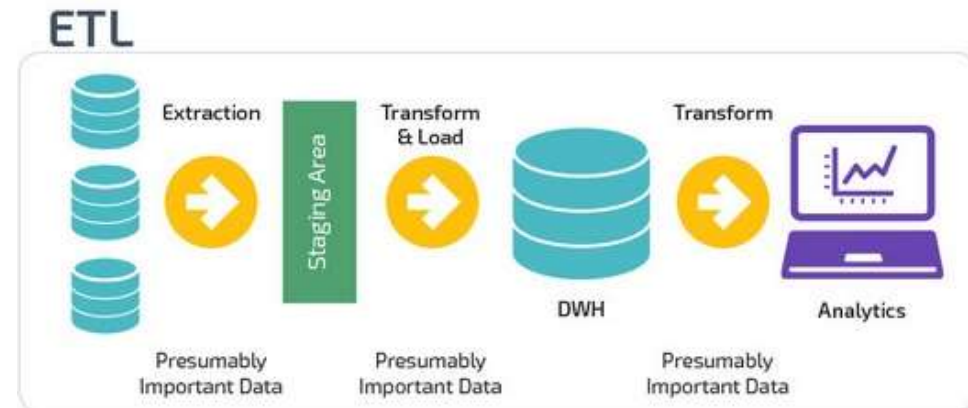 ETL
Extraction
Staging Area
Transform
& Load
Transform
DWH
Analytics
Presumably
Important Data
Presumably
Important Data
Presumably
Important Data